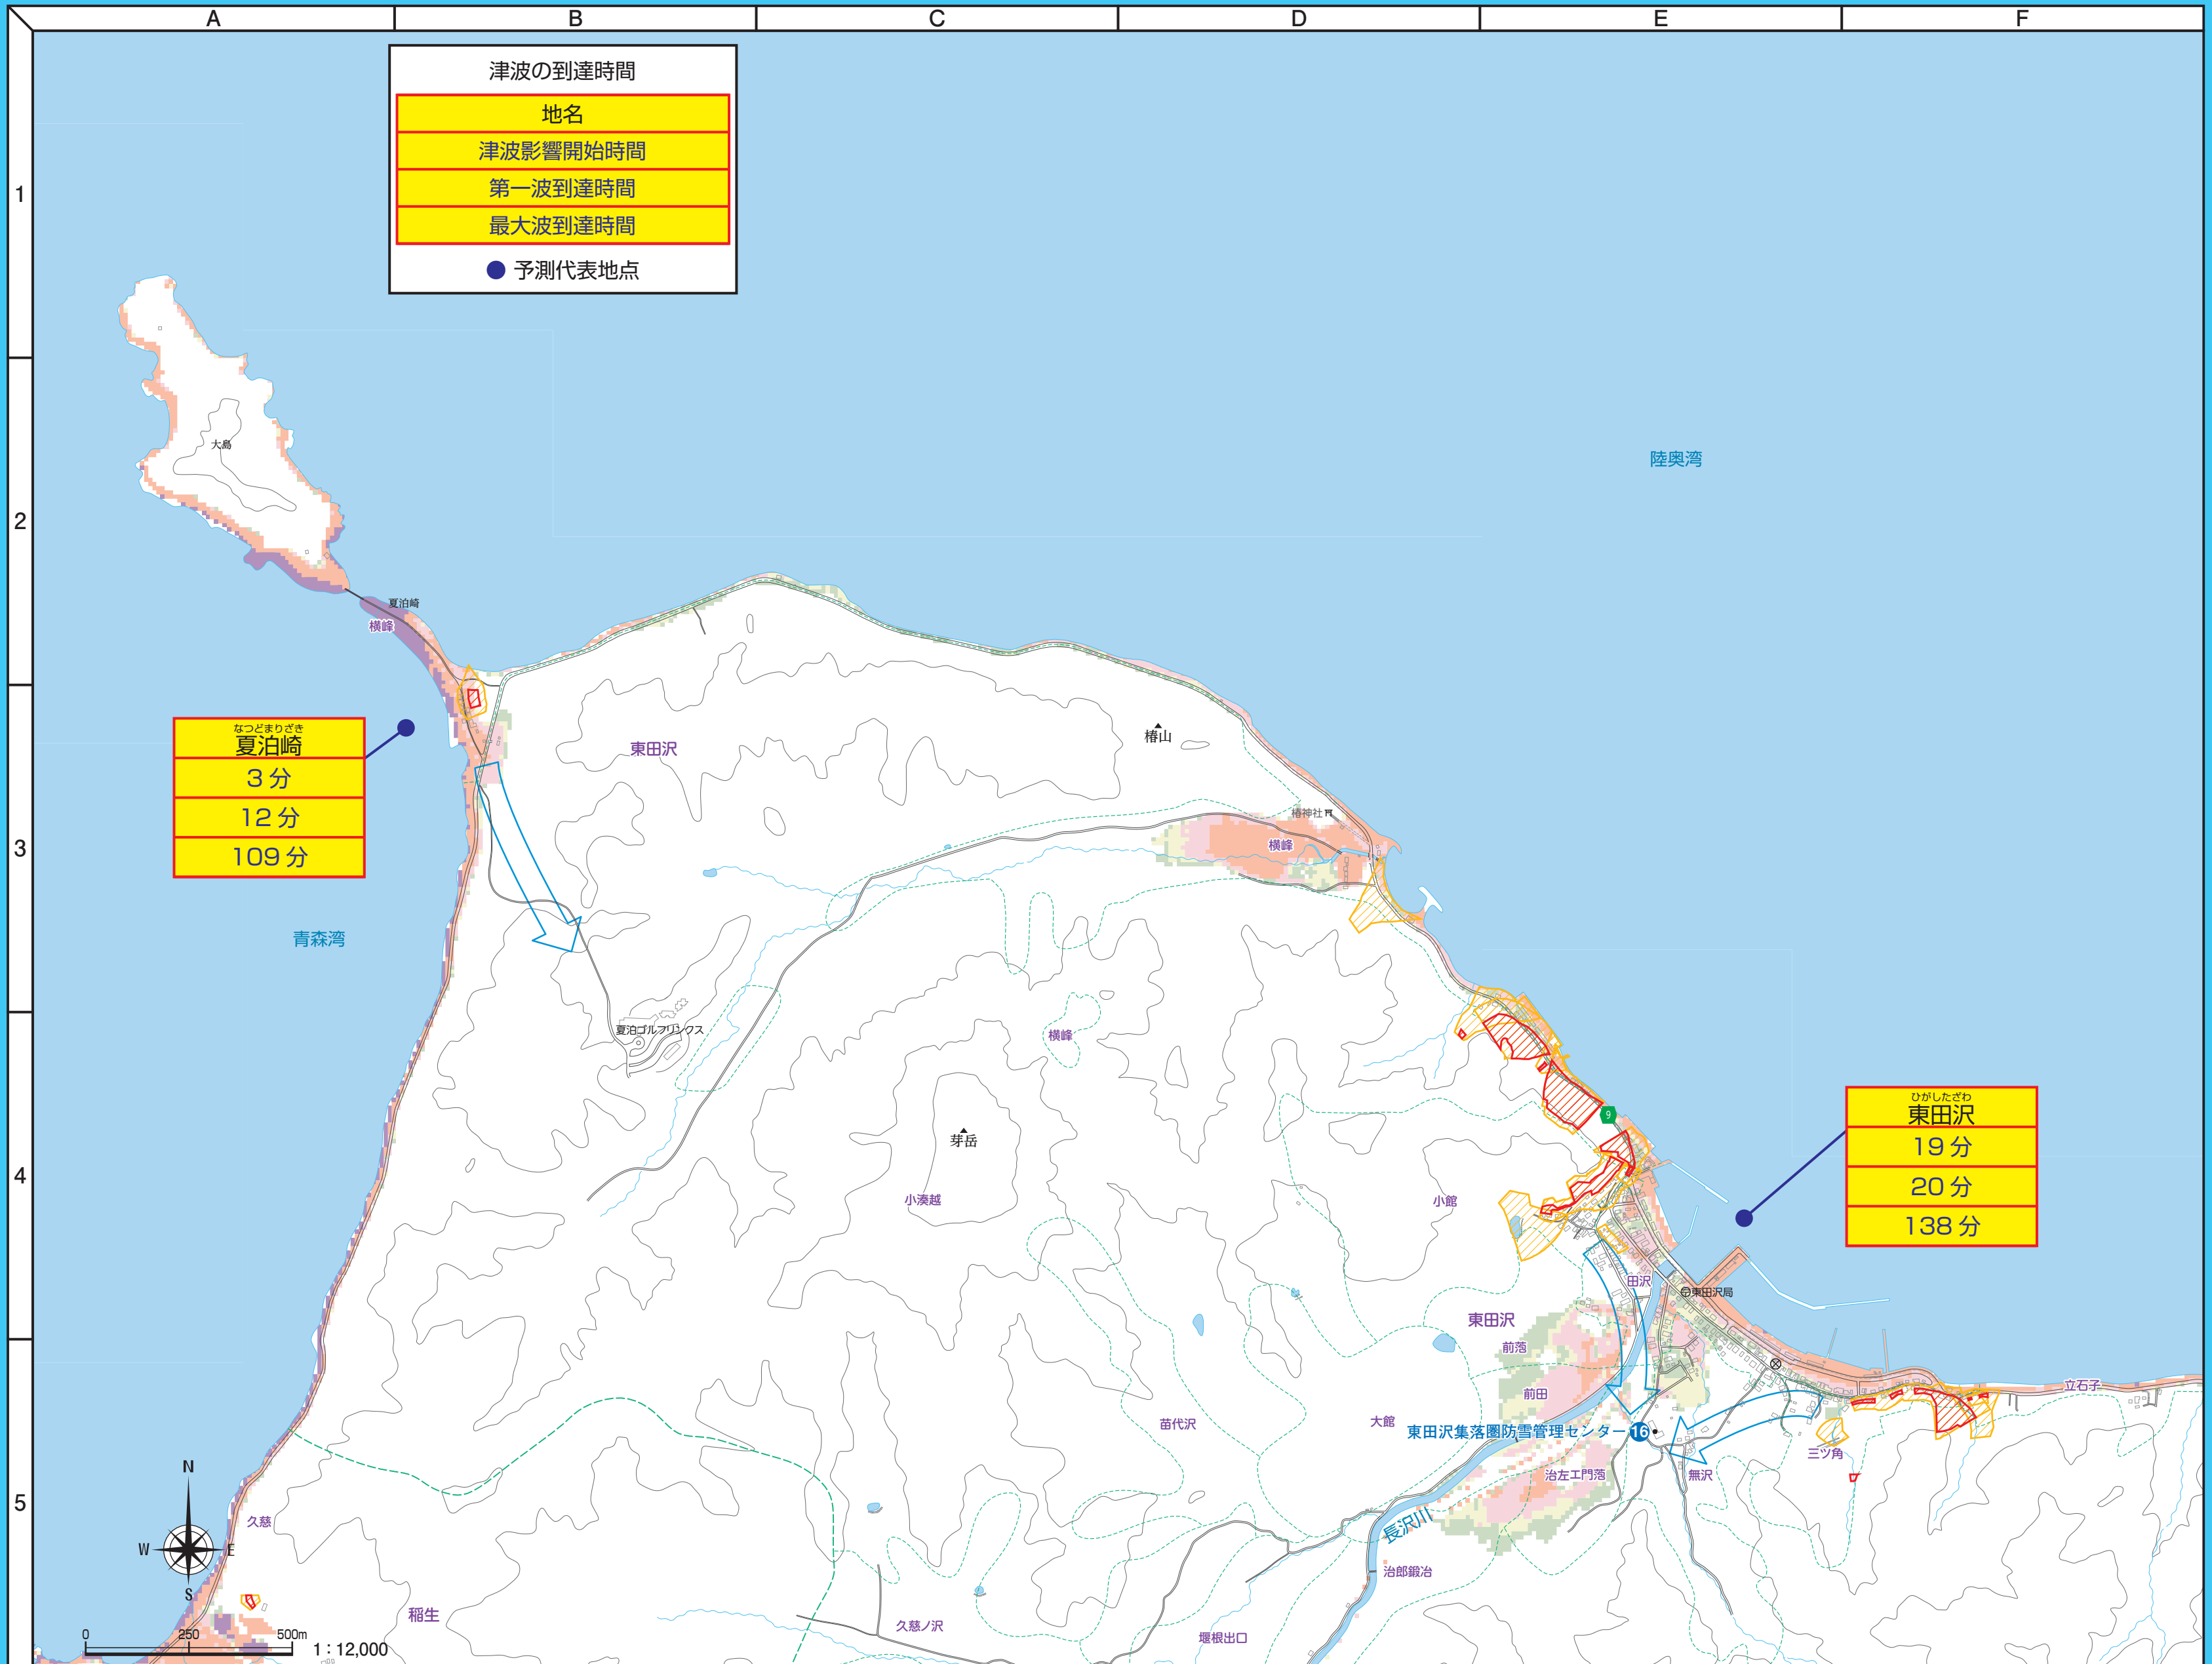 A
B
C
D
E
F
1
2
3
4
5
津波の到達時間
地名
津波影響開始時間
第一波到達時間
最大波到達時間
予測代表地点
大島
陸奥湾
夏泊崎
横峰
なつどまりざき
夏泊崎
3分
12分
109分
東田沢
椿山
椿神社
横峰
青森湾
夏泊ゴルフリンクス
横峰
芽岳
小湊越
小館
9
ひがしたざわ
東田沢
19分
20分
138分
田沢
東田沢局
東田沢
前萢
前田
立石子
苗代沢
大館
東田沢集落圏防雪管理センター
16
三ツ角
治左エ門萢
無沢
長沢川
久慈
治郎鍛冶
稲生
久慈ノ沢
堰根出口
N
W
E
S
0
250
500m
1:12,000